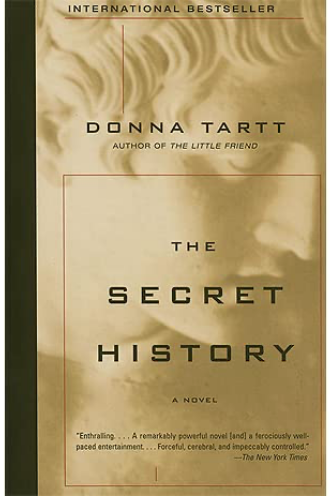 INTERNATIONAL BESTSELLER
DONNA TARTT
AUTHOR OF THE LITTLE FRIEND
THE
SECRET
HISTORY
A NOVEL
"Enthralling. . . . A remarkably powerful novel [and] a ferociously well-
paced entertainment. . . . Forceful, cerebral, and impeccably controlled."
—The New York Times